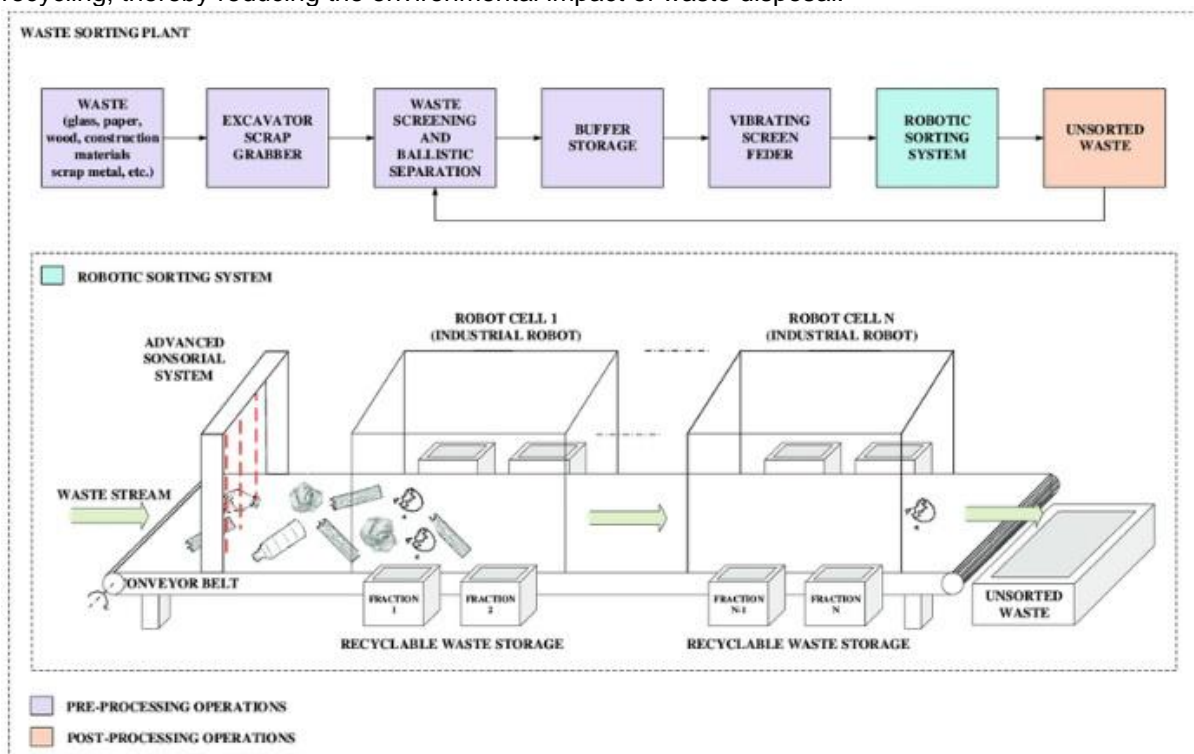 recycling, thereby reducing the environmental impact of waste disposal.
WASTE SORTING PLANT
WASTE
(glass, paper,
wood, construction
materials
scrap metal, etc.)
EXCAVATOR
SCRAP
GRABBER
WASTE
SCREENING
AND
BALLISTIC
SEPARATION
BUFFER
STORAGE
VIBRATING
SCREEN
FEDER
ROBOTIC
SORTING
SYSTEM
UNSORTED
WASTE
ROBOTIC SORTING SYSTEM
ADVANCED
SONSORIAL
SYSTEM
ROBOT CELL 1
(INDUSTRIAL ROBOT)
ROBOT CELL N
(INDUSTRIAL ROBOT)
WASTE STREAM
CONVEYOR BELT
FRACTION
1
FRACTION
2
FRACTION
N-1
FRACTION
N
UNSORTED
WASTE
RECYCLABLE WASTE STORAGE
RECYCLABLE WASTE STORAGE
PRE-PROCESSING OPERATIONS
POST-PROCESSING OPERATIONS